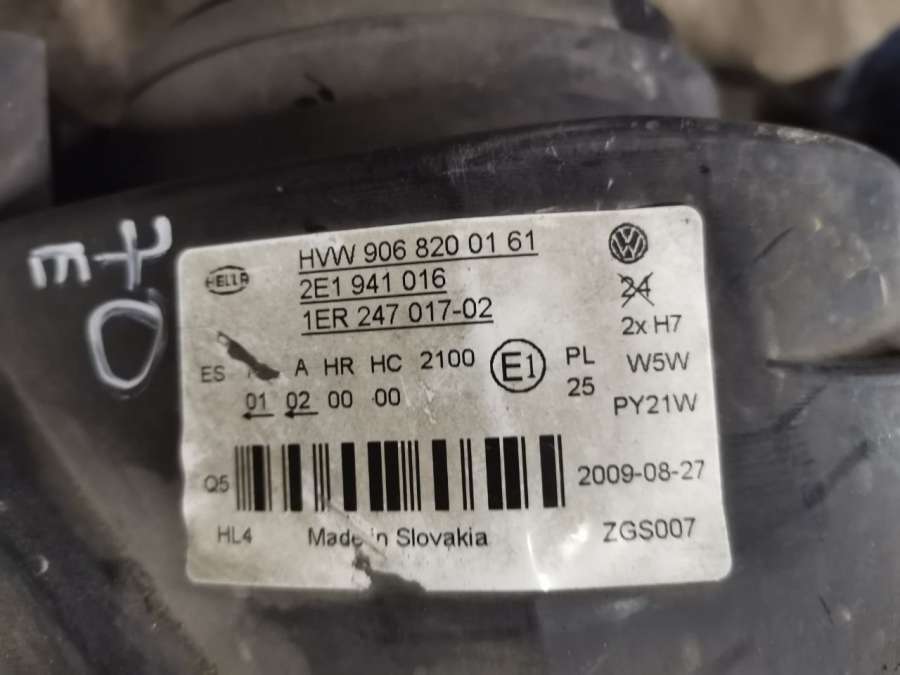 HELLA
HVW 906 820 01 61
2E1 941 016
1ER 247 017-02
24
2x H7
ES A HR HC 2100 E1 PL W5W
01 02 00 00 25 PY21W
Q5 2009-08-27
HL4 Made in Slovakia ZGS007